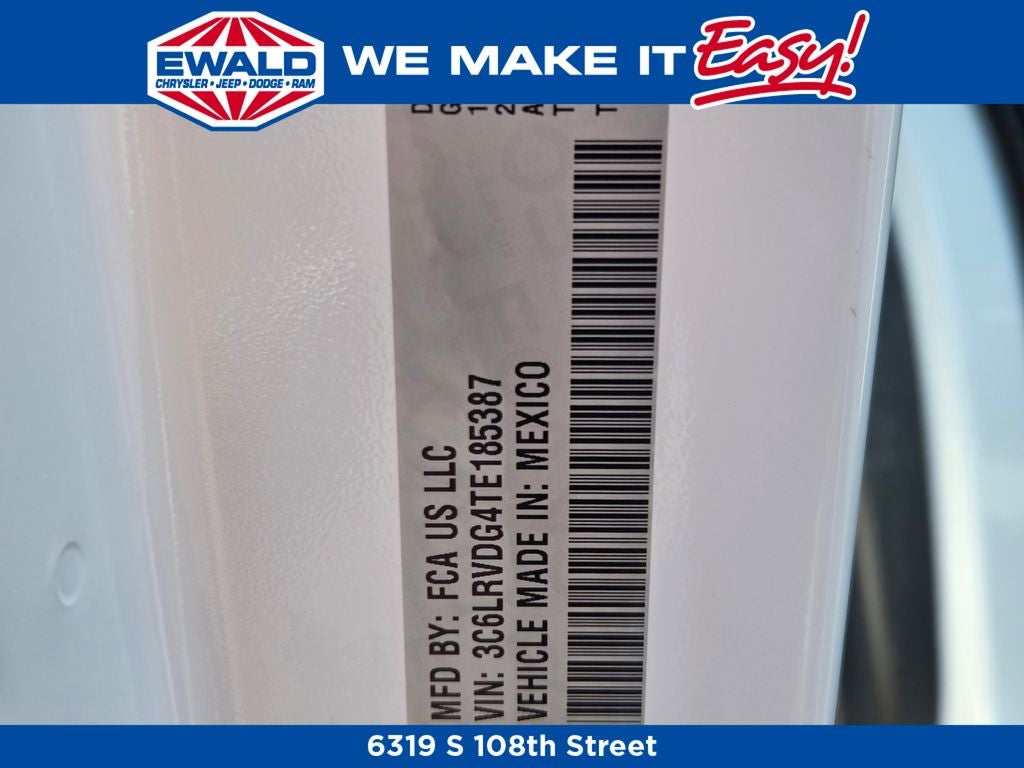 EWALD
CHRYSLER • JEEP • DODGE • RAM
WE MAKE IT Easy!
MFD BY: FCA US LLC
VIN: 3C6LRVDG4TE185387
VEHICLE MADE IN: MEXICO
6319 S 108th Street